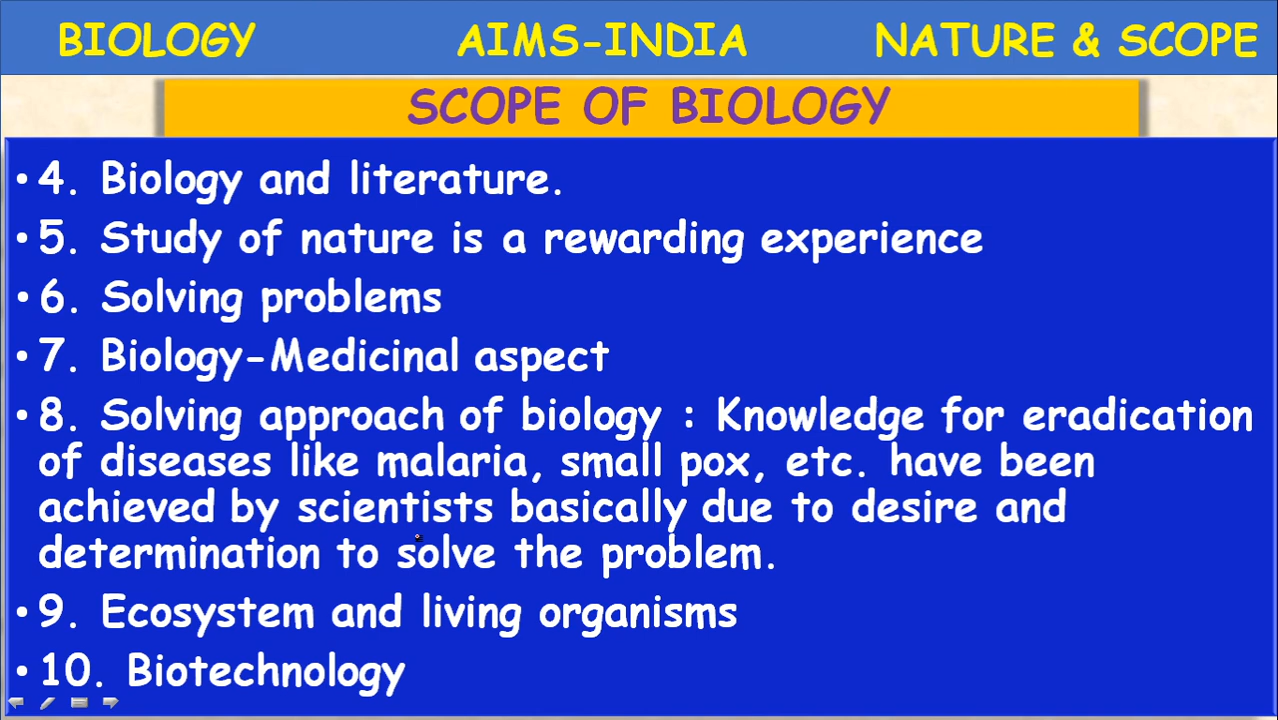 BIOLOGY AIMS-INDIA NATURE & SCOPE
SCOPE OF BIOLOGY
• 4. Biology and literature.
• 5. Study of nature is a rewarding experience
• 6. Solving problems
• 7. Biology-Medicinal aspect
• 8. Solving approach of biology : Knowledge for eradication
of diseases like malaria, small pox, etc. have been
achieved by scientists basically due to desire and
determination to solve the problem.
• 9. Ecosystem and living organisms
• 10. Biotechnology